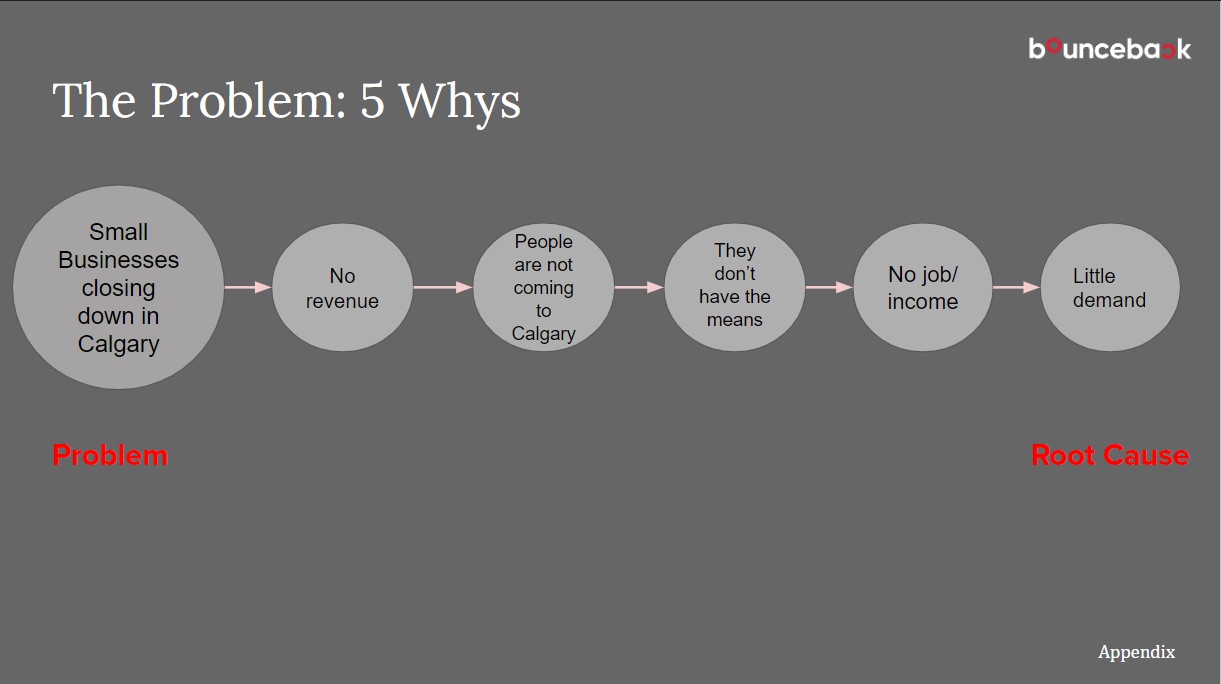 bounceback
The Problem: 5 Whys
Small
Businesses
closing
down in
Calgary
No
revenue
People
are not
coming
to
Calgary
They
don’t
have the
means
No job/
income
Little
demand
Problem
Root Cause
Appendix